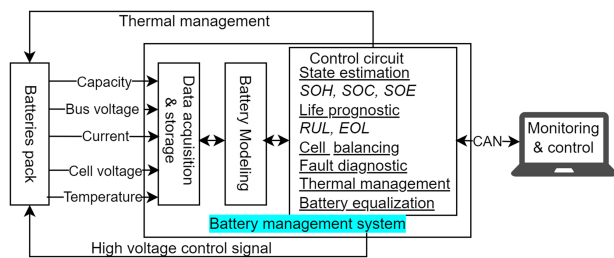 Thermal management
Batteries pack
Capacity
Bus voltage
Current
Cell voltage
Temperature
Data acquisition
& storage
Battery Modeling
Control circuit
State estimation
SOH, SOC, SOE
Life prognostic
RUL, EOL
Cell balancing
Fault diagnostic
Thermal management
Battery equalization
CAN
Monitoring
& control
Battery management system
High voltage control signal